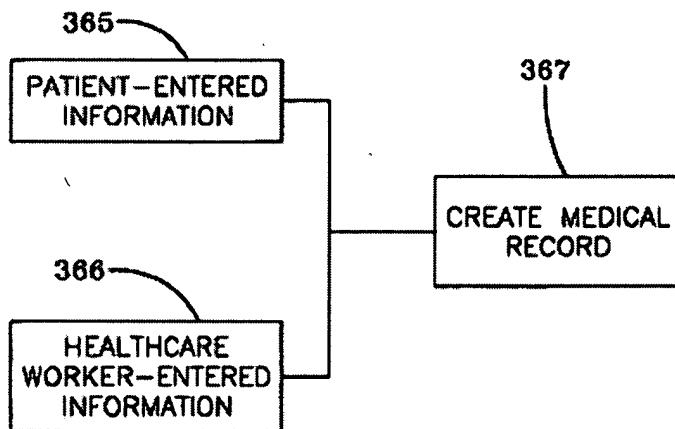 365
PATIENT-ENTERED
INFORMATION
367
CREATE MEDICAL
RECORD
366
HEALTHCARE
WORKER-ENTERED
INFORMATION